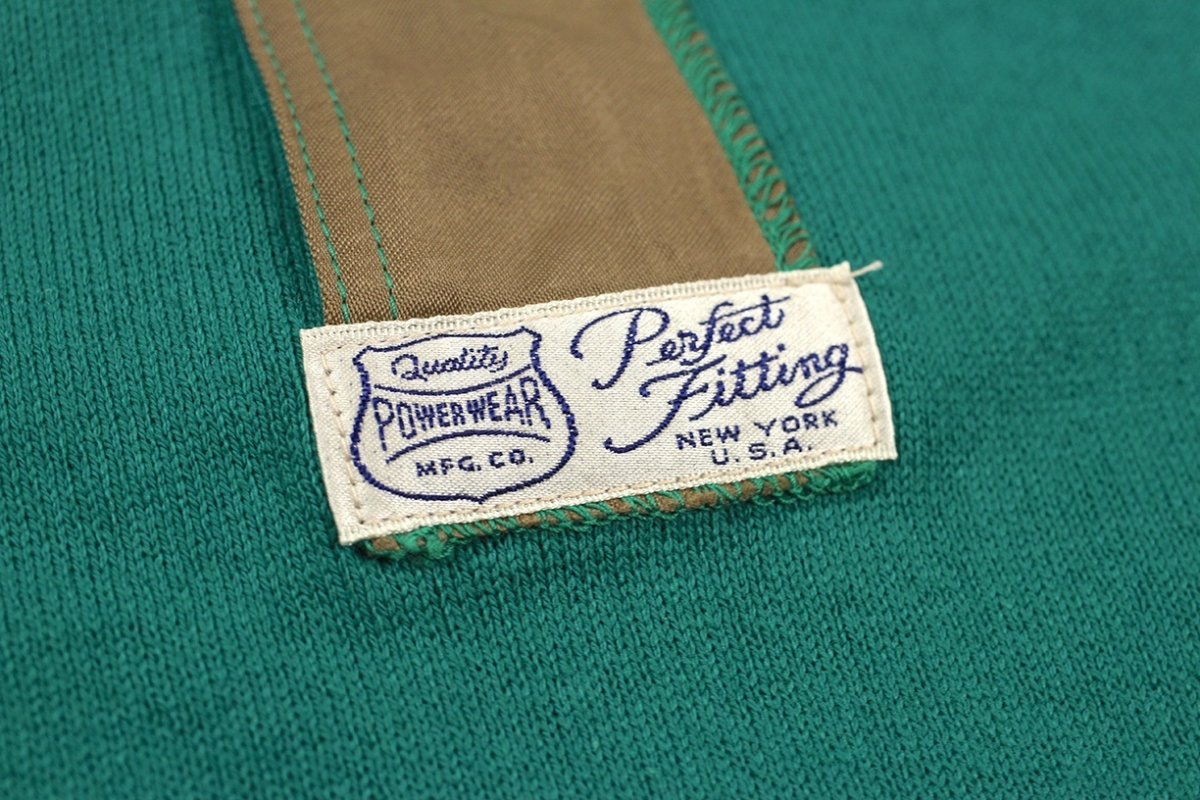 Quality
POWERWEAR
MFG. CO.
Perfect
Fitting
NEW YORK
U.S.A.